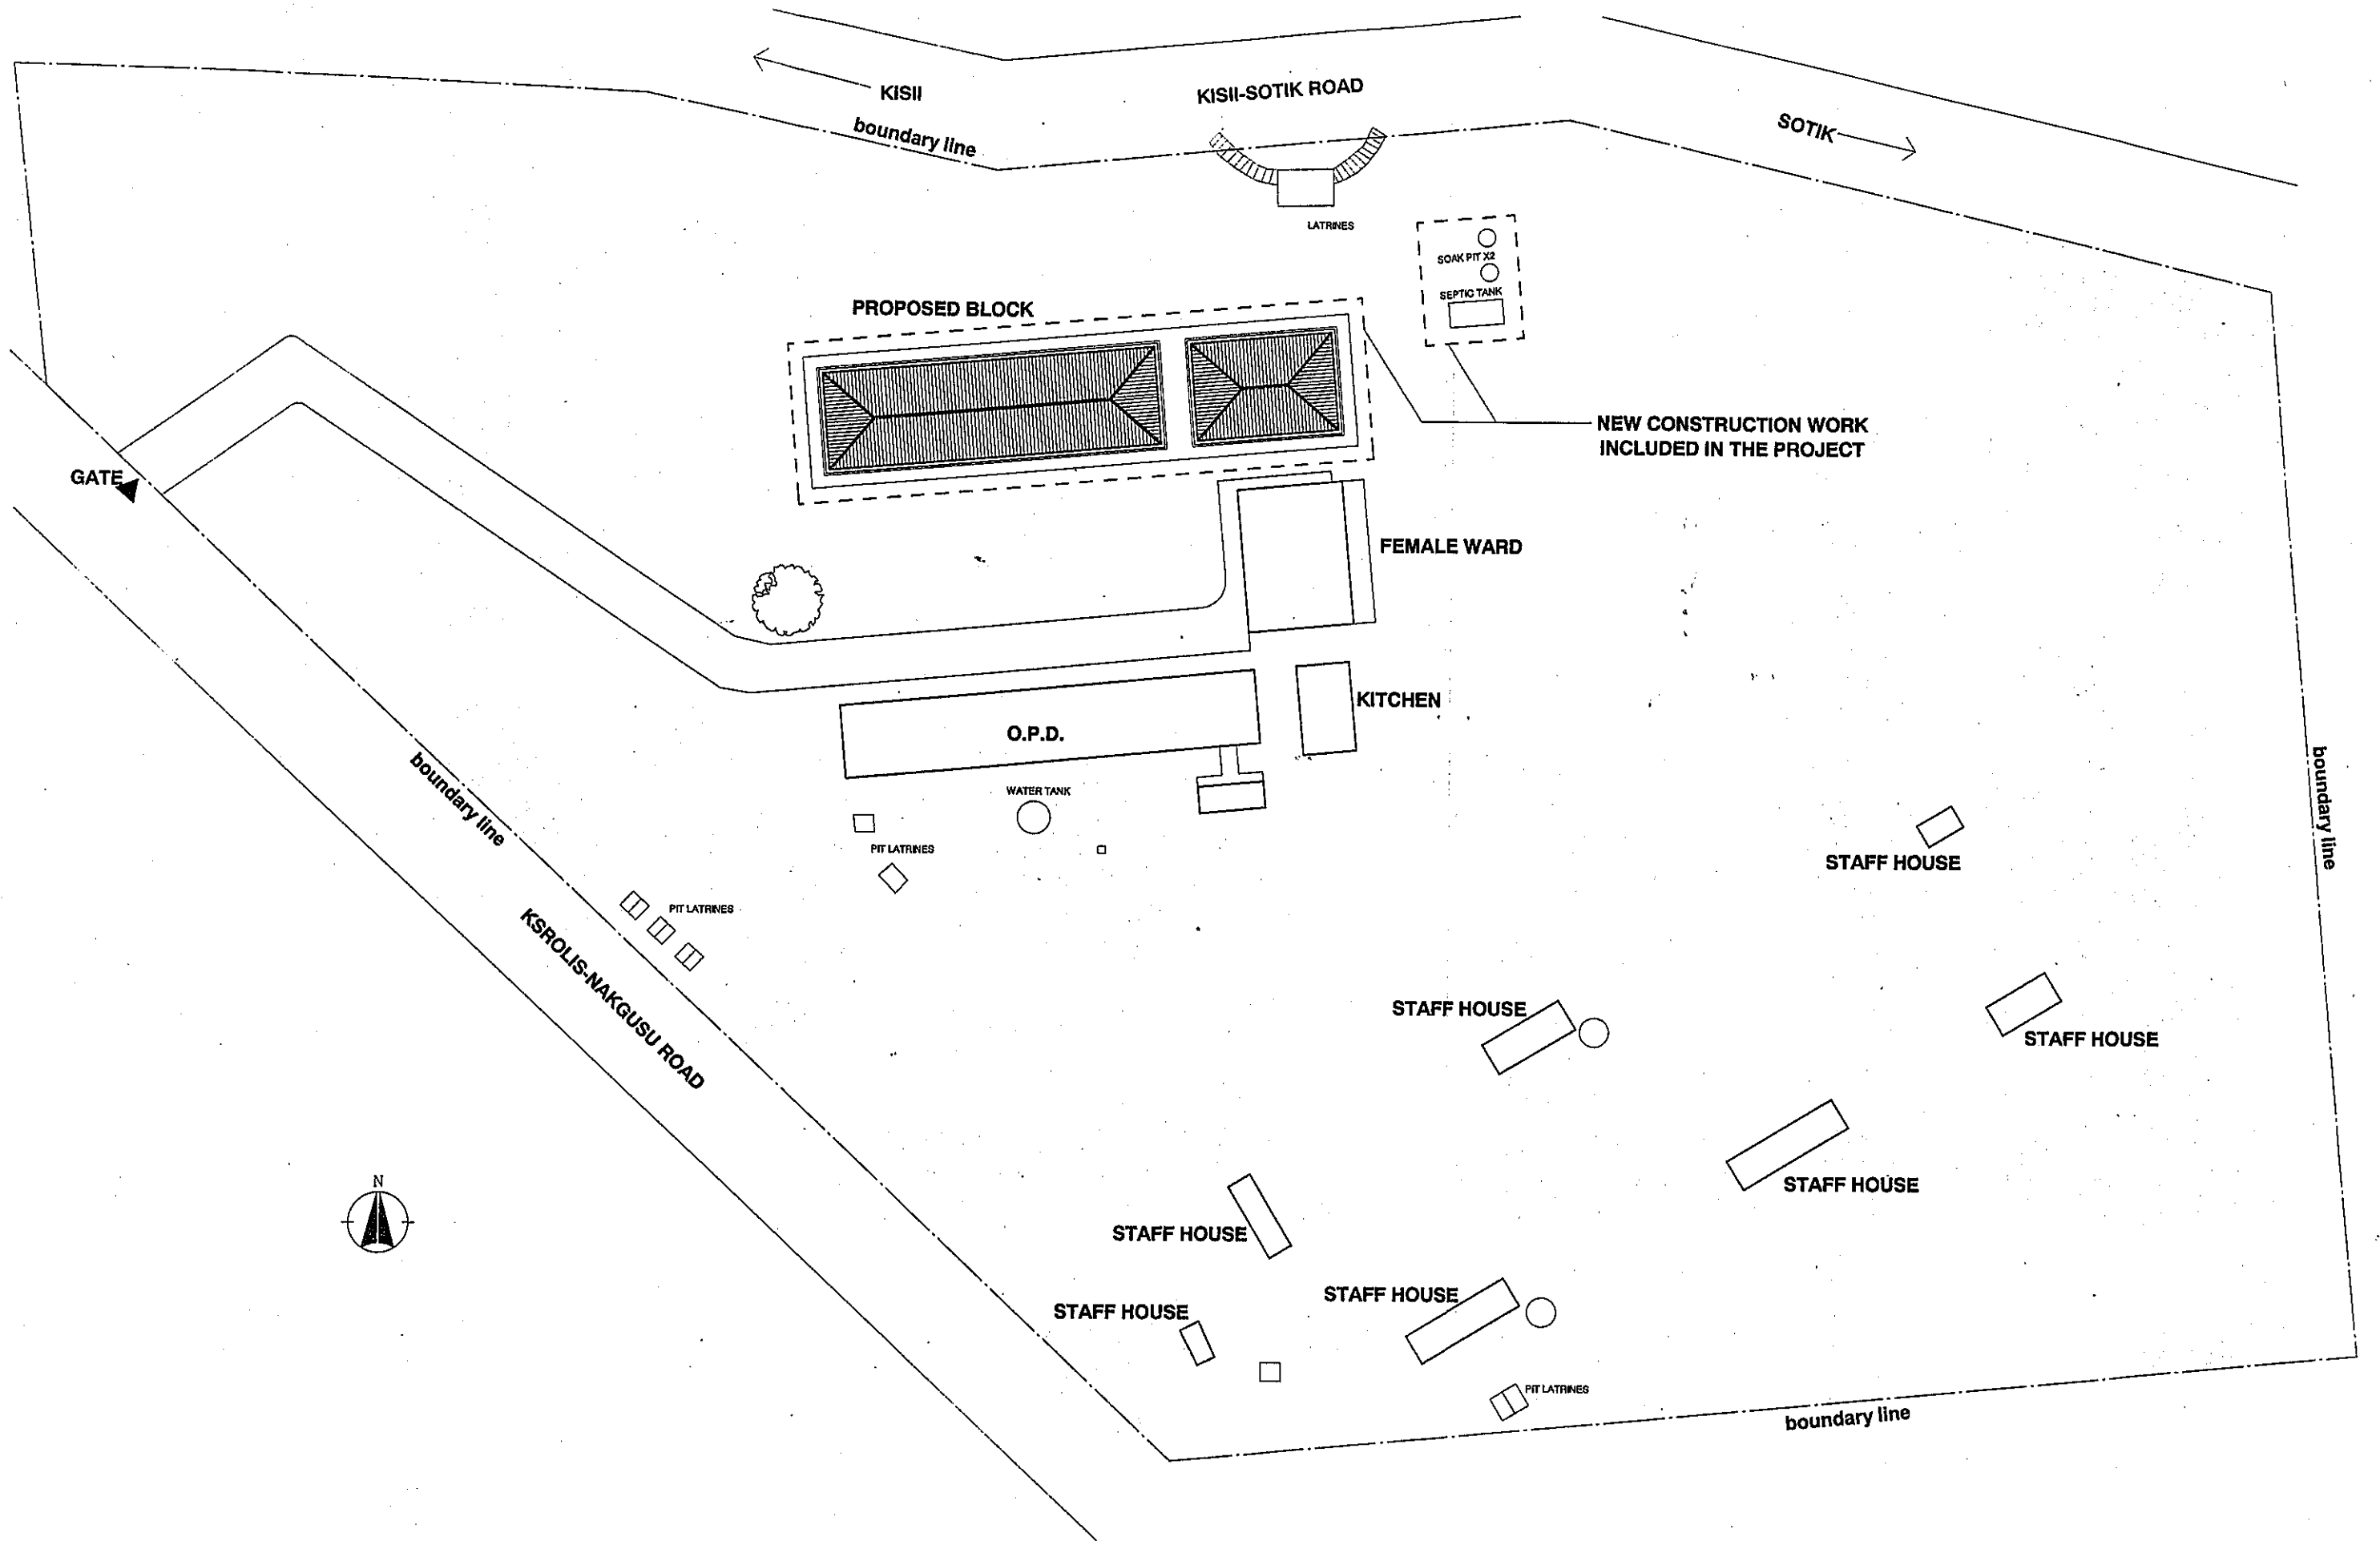 KISII
KISII-SOTIK ROAD
SOTIK
boundary line
LATRINES
SOAK PIT X2
SEPTIC TANK
PROPOSED BLOCK
NEW CONSTRUCTION WORK
INCLUDED IN THE PROJECT
GATE
FEMALE WARD
KITCHEN
O.P.D.
boundary line
WATER TANK
PIT LATRINES
boundary line
STAFF HOUSE
PIT LATRINES
KSROLIS-NAKGUSU ROAD
STAFF HOUSE
STAFF HOUSE
N
STAFF HOUSE
STAFF HOUSE
STAFF HOUSE
STAFF HOUSE
PIT LATRINES
boundary line